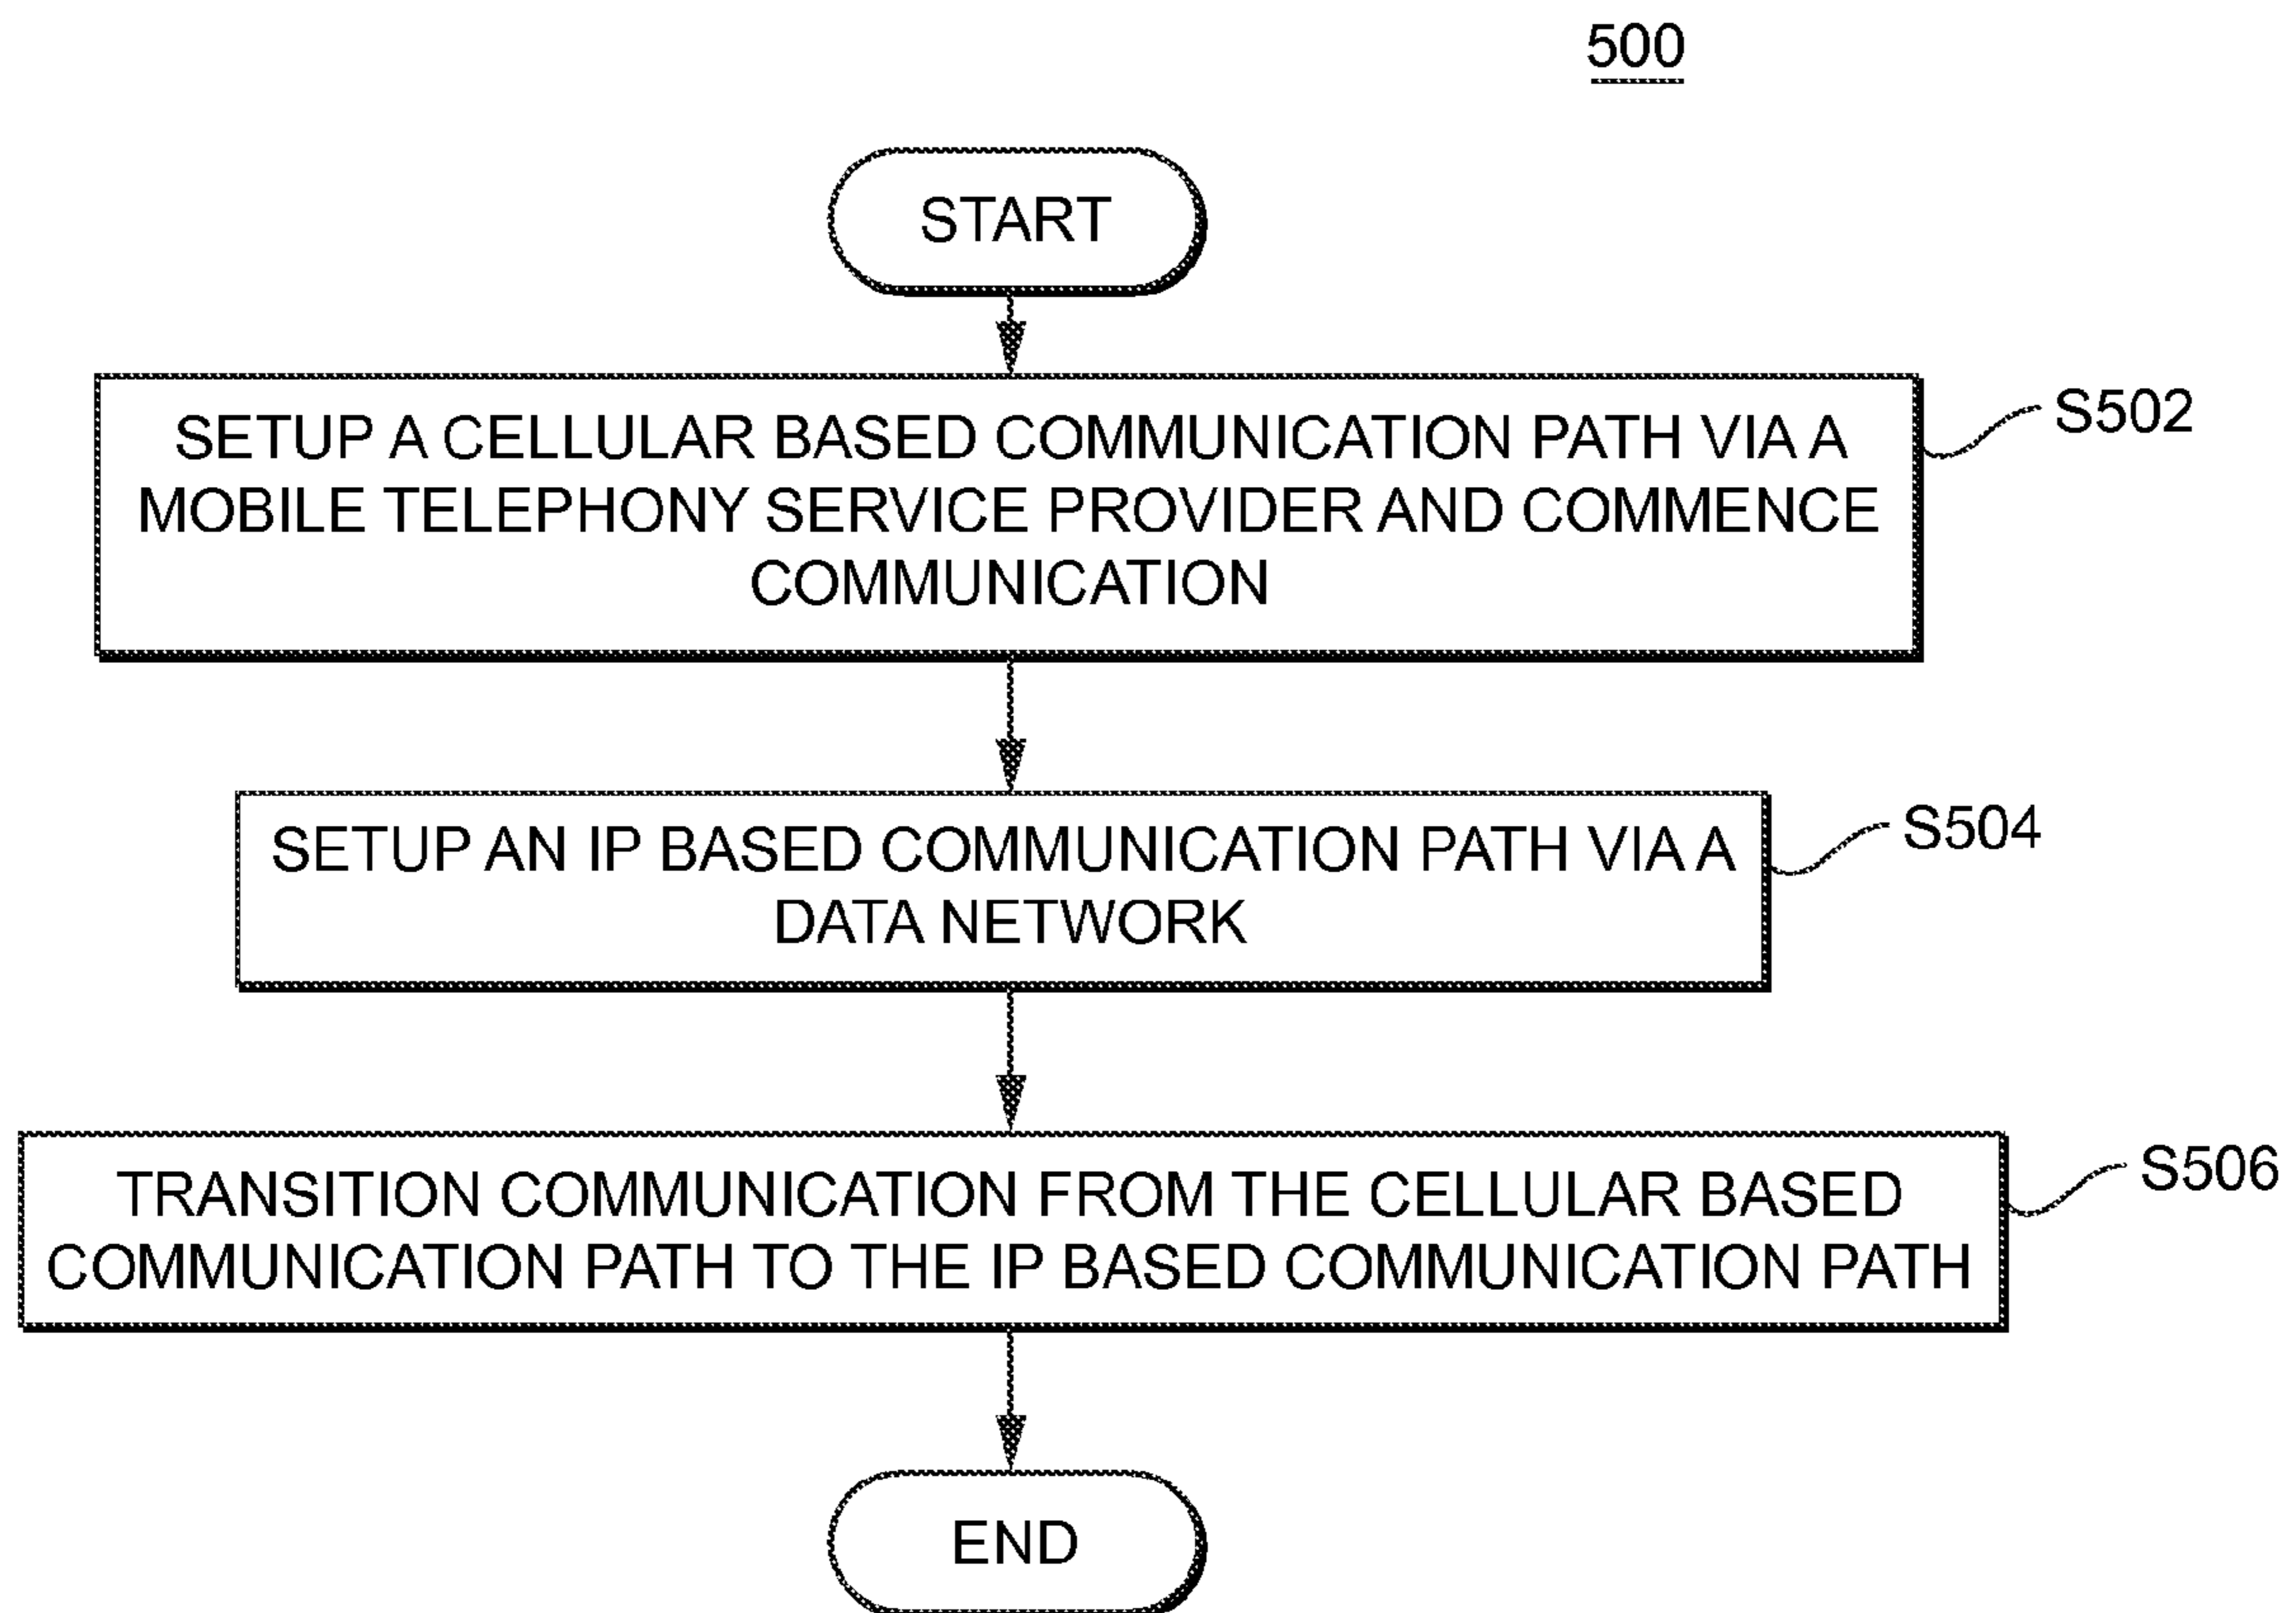 500
START
SETUP A CELLULAR BASED COMMUNICATION PATH VIA A
MOBILE TELEPHONY SERVICE PROVIDER AND COMMENCE
COMMUNICATION
S502
SETUP AN IP BASED COMMUNICATION PATH VIA A
DATA NETWORK
S504
TRANSITION COMMUNICATION FROM THE CELLULAR BASED
COMMUNICATION PATH TO THE IP BASED COMMUNICATION PATH
S506
END